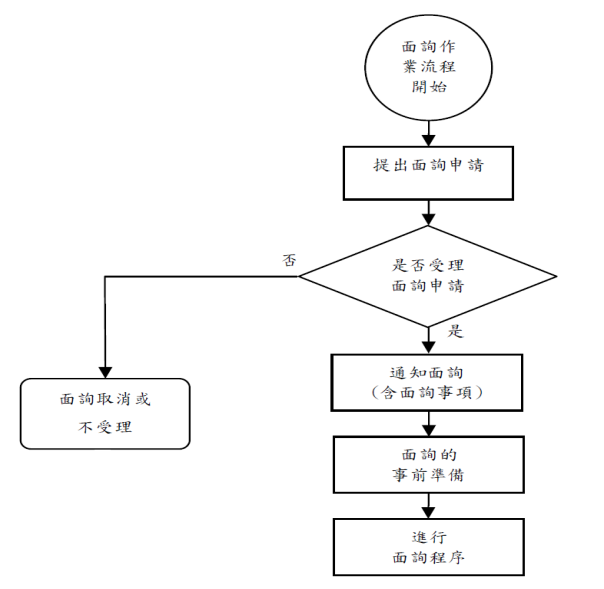 面詢作
業流程
開始
提出面詢申請
是否受理
面詢申請
否
是
通知面詢
（含面詢事項）
面詢取消或
不受理
面詢的
事前準備
進行
面詢程序